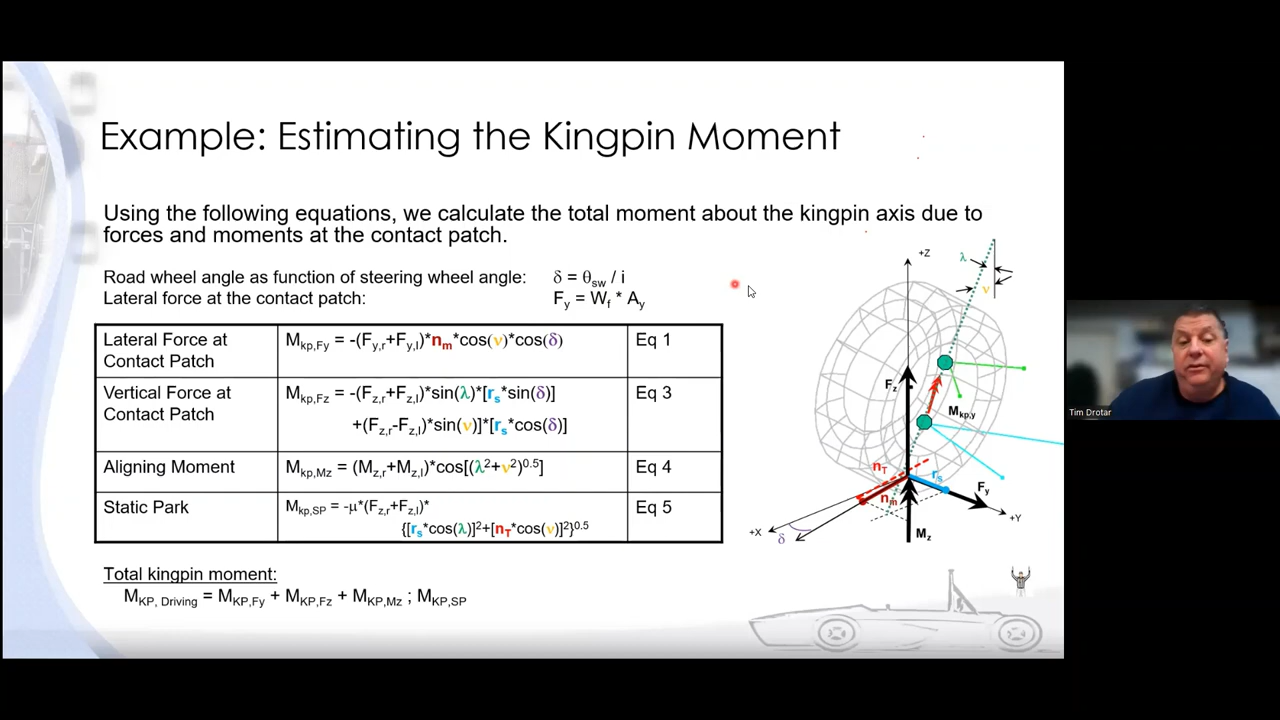 Example: Estimating the Kingpin Moment
Using the following equations, we calculate the total moment about the kingpin axis due to
forces and moments at the contact patch.
Road wheel angle as function of steering wheel angle: δ = θsw / i
Lateral force at the contact patch: Fy = Wf * Ay
Lateral Force at
Contact Patch
Mkp,Fy = -(Fy,r+Fy,l)*nm*cos(ν)*cos(δ)
Eq 1
Vertical Force at
Contact Patch
Mkp,Fz = -(Fz,r+Fz,l)*sin(λ)*[rs*sin(δ)]
+(Fz,r-Fz,l)*sin(ν)]*[rs*cos(δ)]
Eq 3
Aligning Moment
Mkp,Mz = (Mz,r+Mz,l)*cos[(λ²+ν²)^0.5]
Eq 4
Static Park
Mkp,SP = -μ*(Fz,r+Fz,l)*
{[rs*cos(λ)]²+[nT*cos(ν)]²}^0.5
Eq 5
Total kingpin moment:
MKP, Driving = MKP,Fy + MKP,Fz + MKP,Mz ; MKP,SP
+Z
λ
ν
Fz
Mkp,y
nT
rs
nm
Fy
+Y
+X
δ
Mz
Tim Drotar